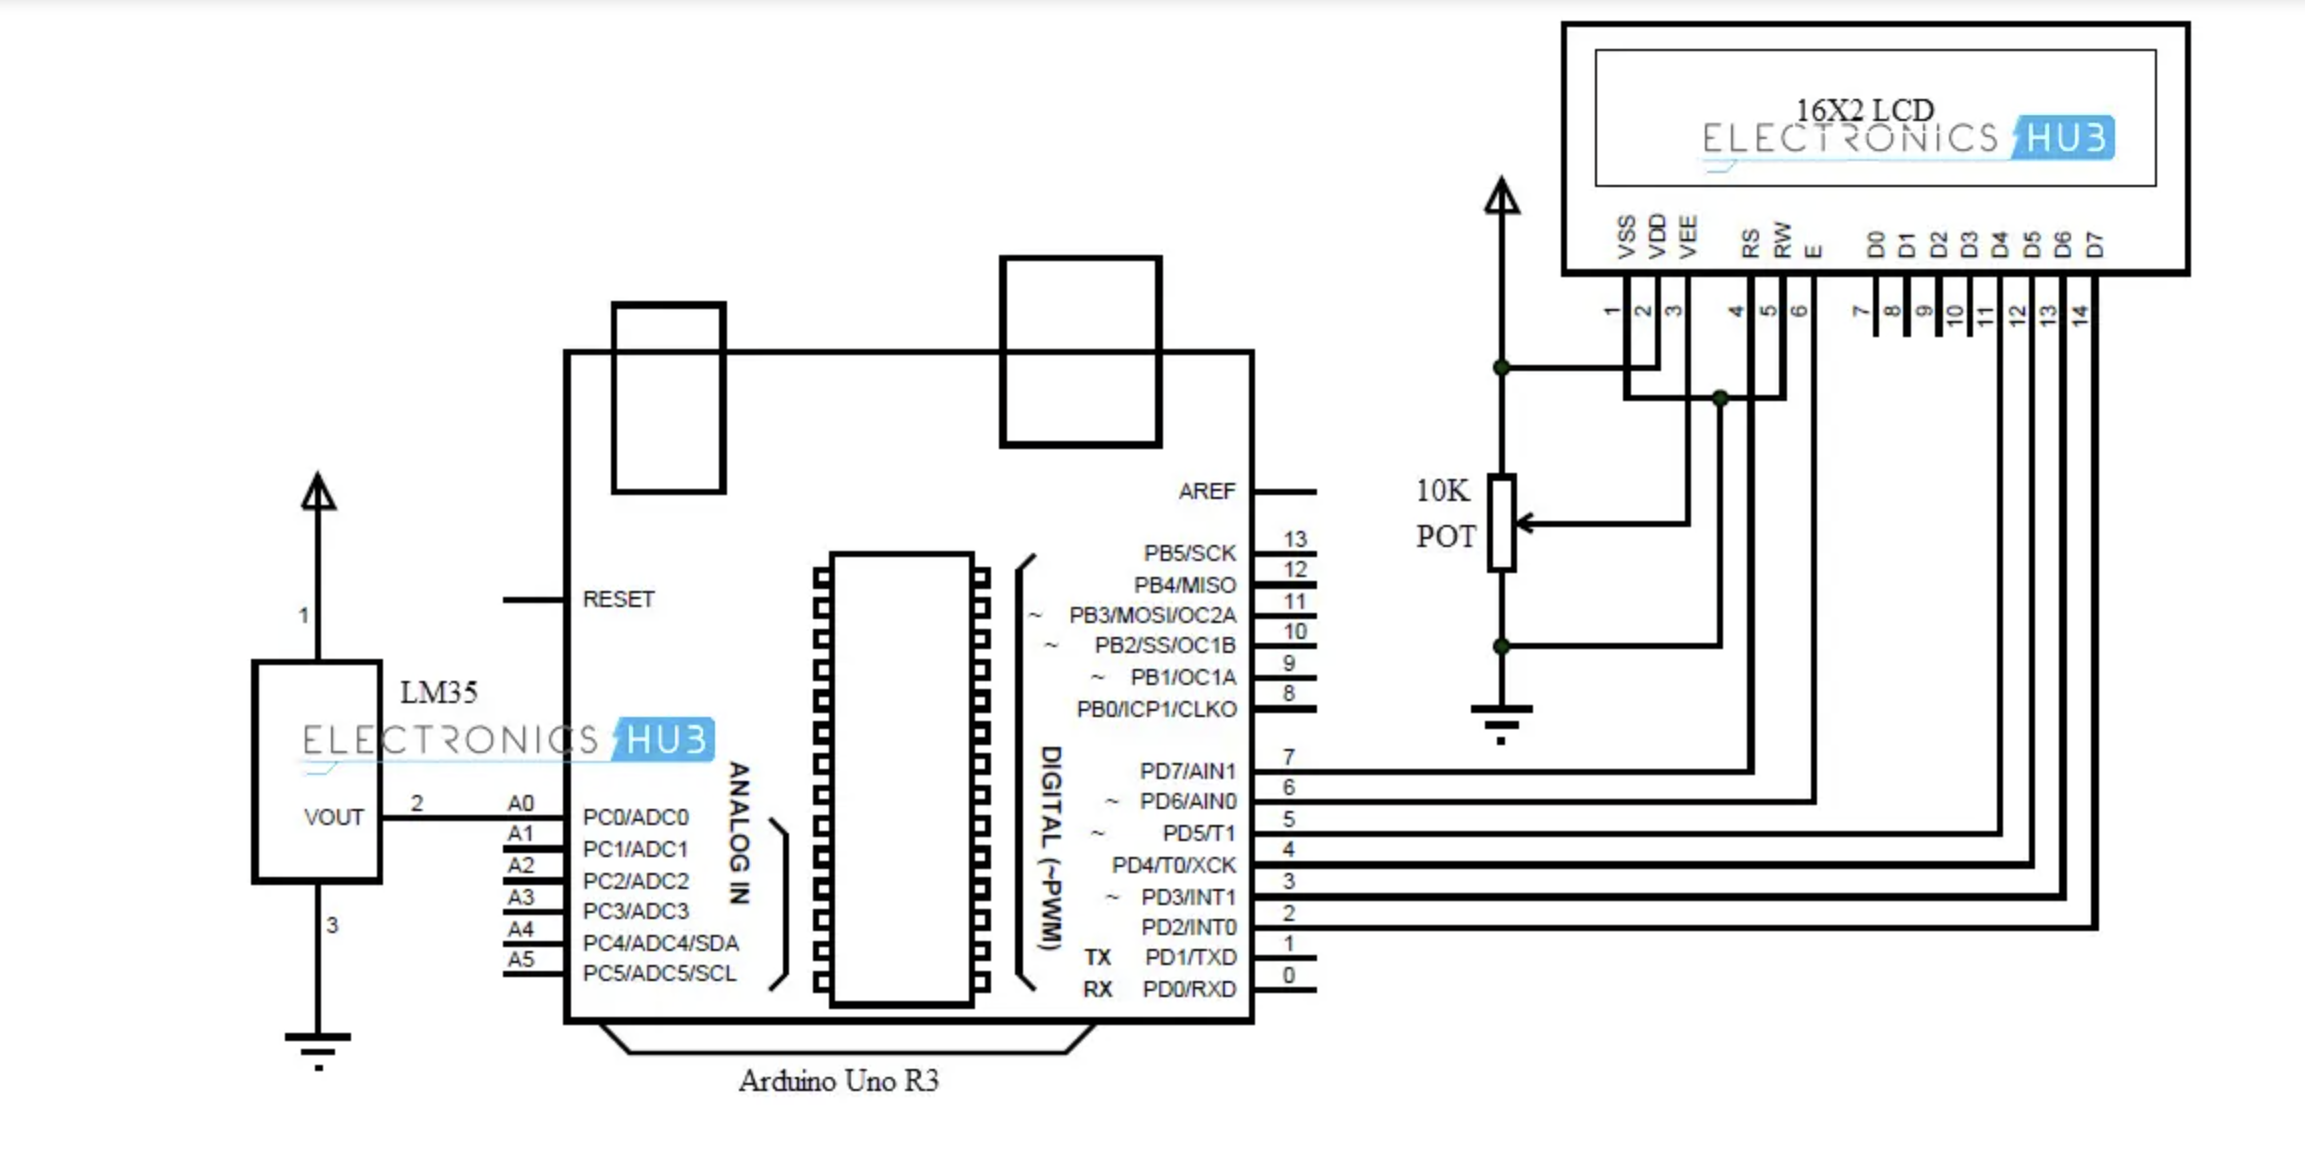 16X2 LCD
ELECTRONICS HUB
VSS
VDD
VEE
RS
RW
E
D0
D1
D2
D3
D4
D5
D6
D7
1
2
3
4
5
6
7
8
9
10
11
12
13
14
10K
POT
1
LM35
ELECTRONICS HUB
VOUT
2
3
RESET
A0 PC0/ADC0
A1 PC1/ADC1
A2 PC2/ADC2
A3 PC3/ADC3
A4 PC4/ADC4/SDA
A5 PC5/ADC5/SCL
ANALOG IN
DIGITAL (~PWM)
AREF
PB5/SCK 13
PB4/MISO 12
~ PB3/MOSI/OC2A 11
~ PB2/SS/OC1B 10
~ PB1/OC1A 9
PB0/ICP1/CLKO 8
PD7/AIN1 7
~ PD6/AIN0 6
~ PD5/T1 5
PD4/T0/XCK 4
~ PD3/INT1 3
PD2/INT0 2
TX PD1/TXD 1
RX PD0/RXD 0
Arduino Uno R3